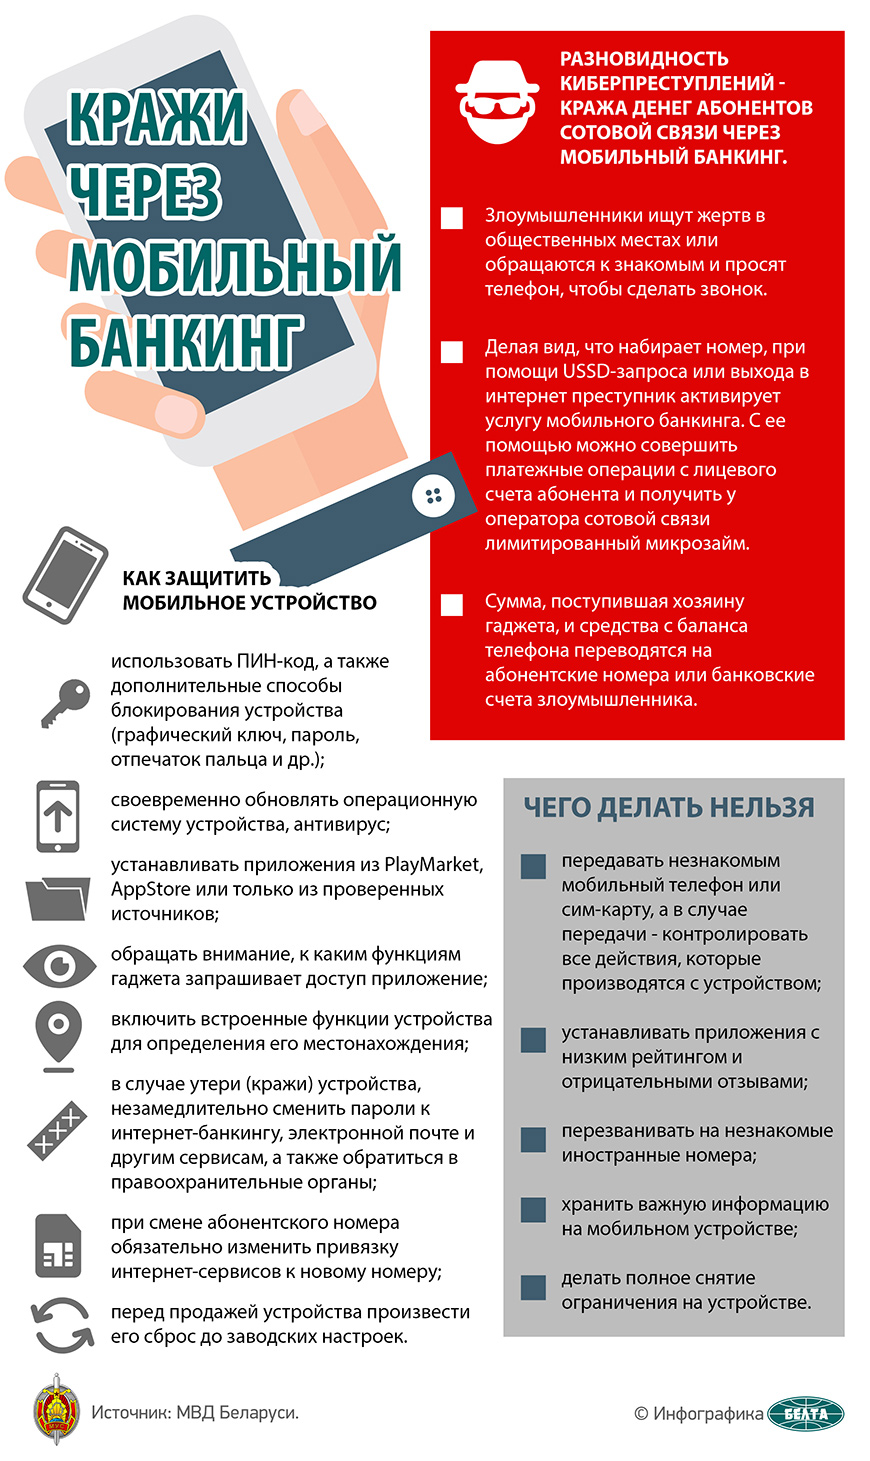 КРАЖИ
ЧЕРЕЗ
МОБИЛЬНЫЙ
БАНКИНГ
РАЗНОВИДНОСТЬ
КИБЕРПРЕСТУПЛЕНИЙ -
КРАЖА ДЕНЕГ АБОНЕНТОВ
СОТОВОЙ СВЯЗИ ЧЕРЕЗ
МОБИЛЬНЫЙ БАНКИНГ.
Злоумышленники ищут жертв в
общественных местах или
обращаются к знакомым и просят
телефон, чтобы сделать звонок.
Делая вид, что набирает номер, при
помощи USSD-запроса или выхода в
интернет преступник активирует
услугу мобильного банкинга. С ее
помощью можно совершить
платежные операции с лицевого
счета абонента и получить у
оператора сотовой связи
лимитированный микрозайм.
Сумма, поступившая хозяину
гаджета, и средства с баланса
телефона переводятся на
абонентские номера или банковские
счета злоумышленника.
КАК ЗАЩИТИТЬ
МОБИЛЬНОЕ УСТРОЙСТВО
использовать ПИН-код, а также
дополнительные способы
блокирования устройства
(графический ключ, пароль,
отпечаток пальца и др.);
своевременно обновлять операционную
систему устройства, антивирус;
устанавливать приложения из PlayMarket,
AppStore или только из проверенных
источников;
обращать внимание, к каким функциям
гаджета запрашивает доступ приложение;
включить встроенные функции устройства
для определения его местонахождения;
в случае утери (кражи) устройства,
незамедлительно сменить пароли к
интернет-банкингу, электронной почте и
другим сервисам, а также обратиться в
правоохранительные органы;
при смене абонентского номера
обязательно изменить привязку
интернет-сервисов к новому номеру;
перед продажей устройства произвести
его сброс до заводских настроек.
ЧЕГО ДЕЛАТЬ НЕЛЬЗЯ
передавать незнакомым
мобильный телефон или
сим-карту, а в случае
передачи - контролировать
все действия, которые
производятся с устройством;
устанавливать приложения с
низким рейтингом и
отрицательными отзывами;
перезванивать на незнакомые
иностранные номера;
хранить важную информацию
на мобильном устройстве;
делать полное снятие
ограничения на устройстве.
МУС
Источник: МВД Беларуси.
© Инфографика БЕЛТА